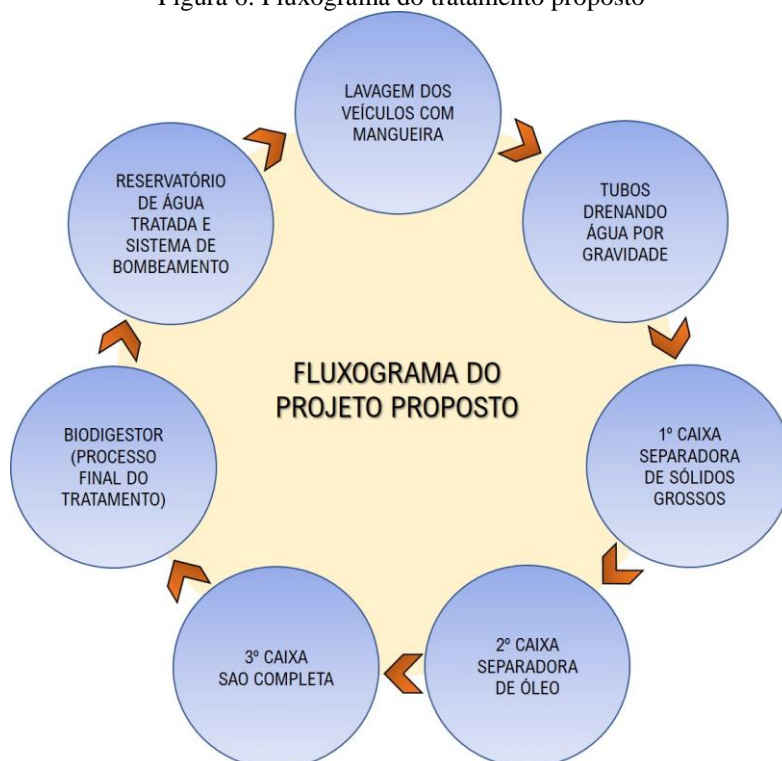 Figura 6: Fluxograma do tratamento proposto
LAVAGEM DOS
VEÍCULOS COM
MANGUEIRA
TUBOS
DRENANDO
ÁGUA POR
GRAVIDADE
1º CAIXA
SEPARADORA
DE SÓLIDOS
GROSSOS
2º CAIXA
SEPARADORA
DE ÓLEO
3º CAIXA
SAO COMPLETA
BIODIGESTOR
(PROCESSO
FINAL DO
TRATAMENTO)
RESERVATÓRIO
DE ÁGUA
TRATADA E
SISTEMA DE
BOMBEAMENTO
FLUXOGRAMA DO
PROJETO PROPOSTO